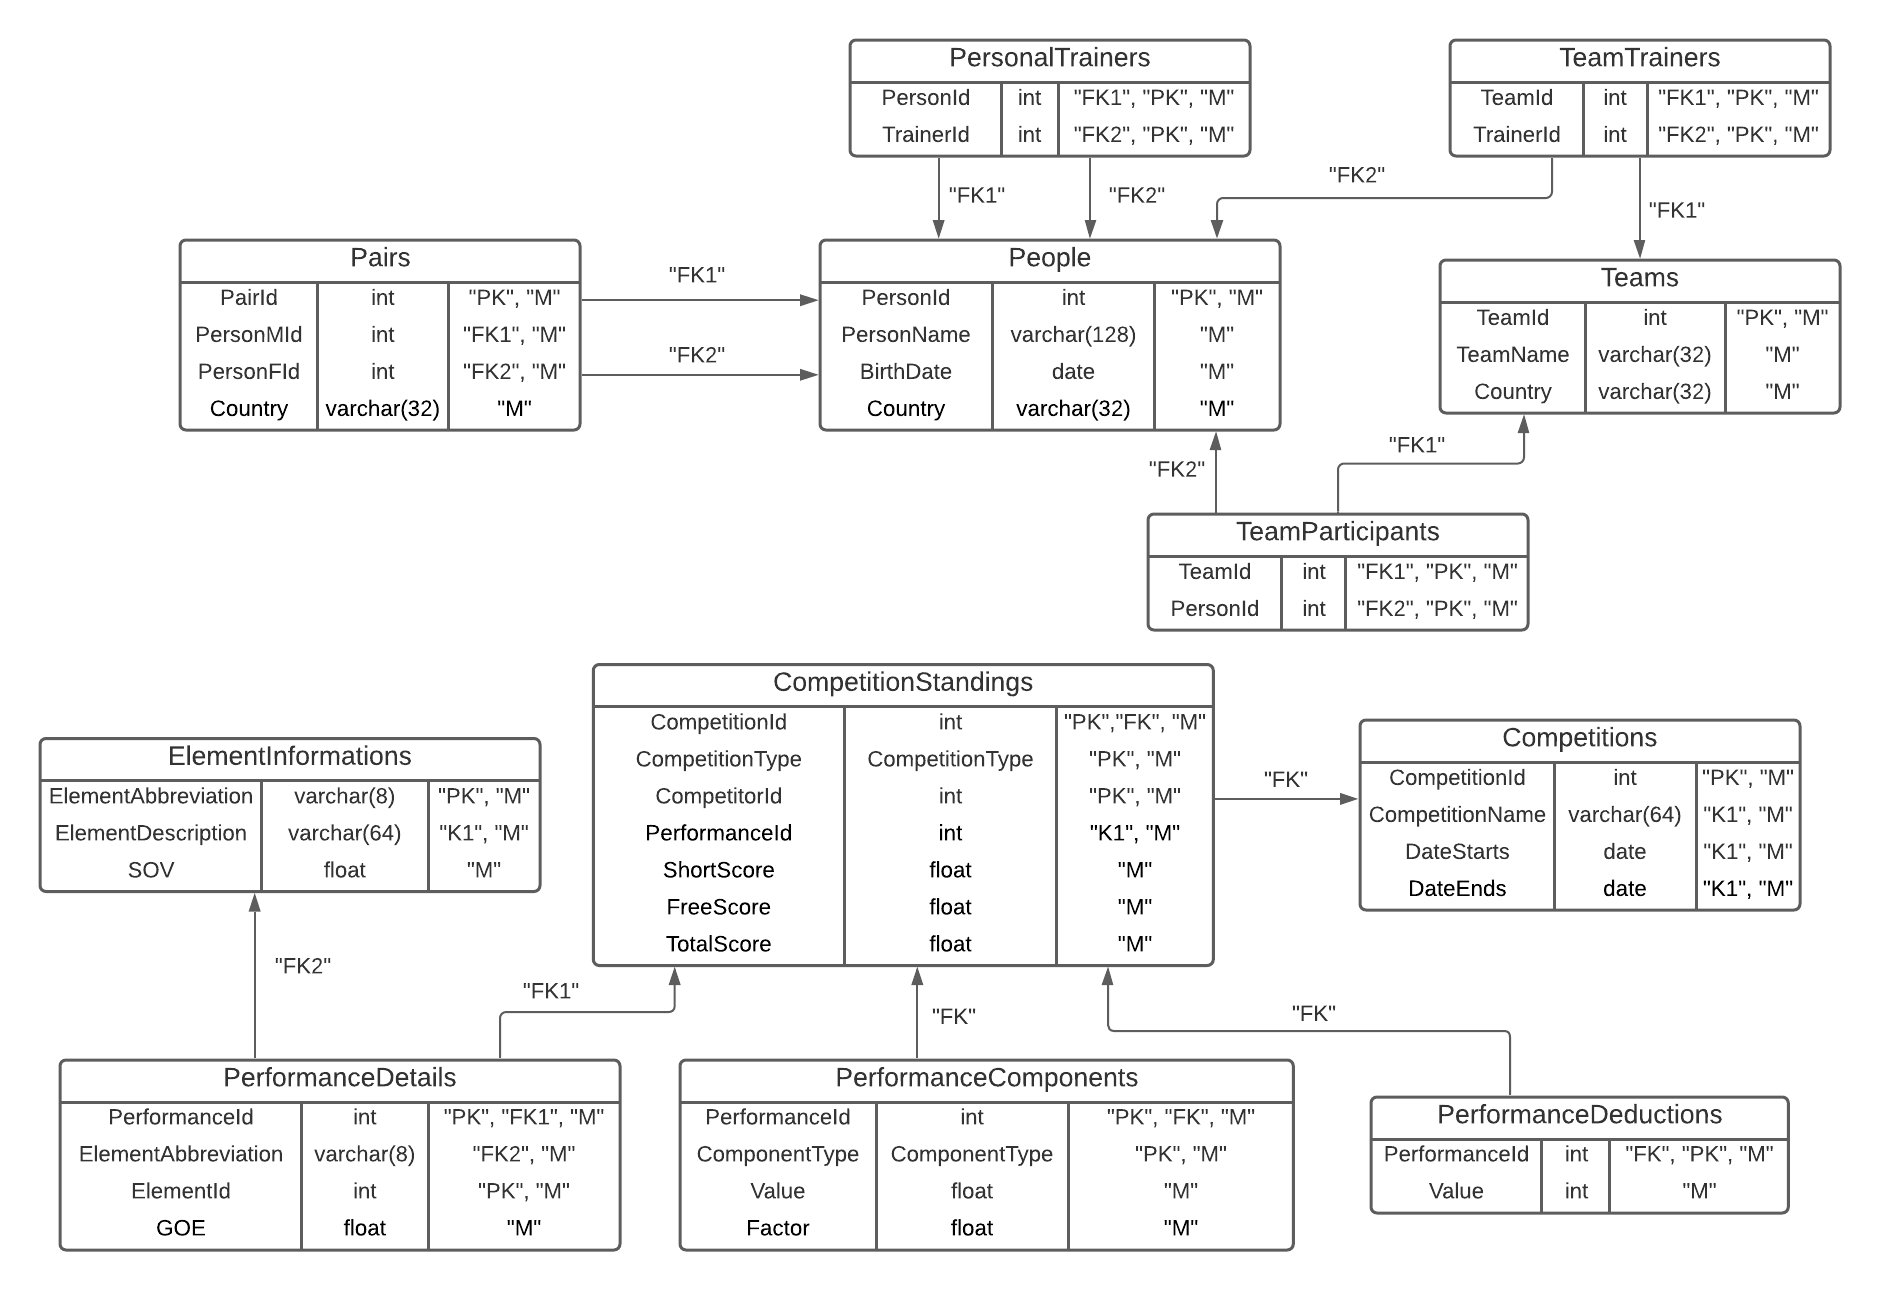 PersonalTrainers
PersonId int "FK1", "PK", "M"
TrainerId int "FK2", "PK", "M"
TeamTrainers
TeamId int "FK1", "PK", "M"
TrainerId int "FK2", "PK", "M"
"FK1"
"FK2"
"FK2"
"FK1"
Pairs
PairId int "PK", "M"
PersonMId int "FK1", "M"
PersonFId int "FK2", "M"
Country varchar(32) "M"
"FK1"
"FK2"
People
PersonId int "PK", "M"
PersonName varchar(128) "M"
BirthDate date "M"
Country varchar(32) "M"
Teams
TeamId int "PK", "M"
TeamName varchar(32) "M"
Country varchar(32) "M"
"FK2"
"FK1"
TeamParticipants
TeamId int "FK1", "PK", "M"
PersonId int "FK2", "PK", "M"
CompetitionStandings
CompetitionId int "PK","FK", "M"
CompetitionType CompetitionType "PK", "M"
CompetitorId int "PK", "M"
PerformanceId int "K1", "M"
ShortScore float "M"
FreeScore float "M"
TotalScore float "M"
ElementInformations
ElementAbbreviation varchar(8) "PK", "M"
ElementDescription varchar(64) "K1", "M"
SOV float "M"
"FK"
Competitions
CompetitionId int "PK", "M"
CompetitionName varchar(64) "K1", "M"
DateStarts date "K1", "M"
DateEnds date "K1", "M"
"FK2"
"FK1"
"FK"
"FK"
PerformanceDetails
PerformanceId int "PK", "FK1", "M"
ElementAbbreviation varchar(8) "FK2", "M"
ElementId int "PK", "M"
GOE float "M"
PerformanceComponents
PerformanceId int "PK", "FK", "M"
ComponentType ComponentType "PK", "M"
Value float "M"
Factor float "M"
PerformanceDeductions
PerformanceId int "FK", "PK", "M"
Value int "M"